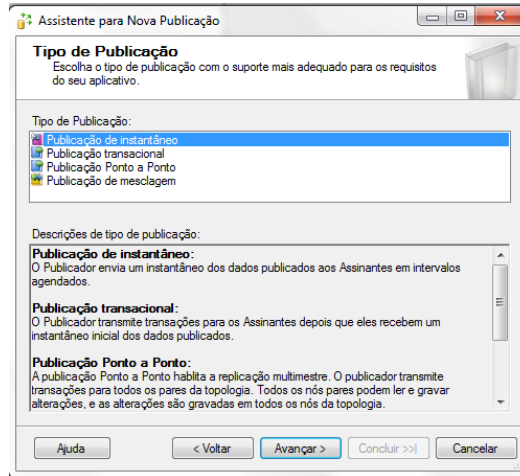 Assistente para Nova Publicação
Tipo de Publicação
Escolha o tipo de publicação com o suporte mais adequado para os requisitos
do seu aplicativo.
Tipo de Publicação:
Publicação de instantâneo
Publicação transacional
Publicação Ponto a Ponto
Publicação de mesclagem
Descrições de tipo de publicação:
Publicação de instantâneo:
O Publicador envia um instantâneo dos dados publicados aos Assinantes em intervalos
agendados.
Publicação transacional:
O Publicador transmite transações para os Assinantes depois que eles recebem um
instantâneo inicial dos dados publicados.
Publicação Ponto a Ponto:
A publicação Ponto a Ponto hablita a replicação multimestre. O publicador transmite
transações para todos os pares da topologia. Todos os nós pares podem ler e gravar
alterações, e as alterações são gravadas em todos os nós da topologia.
Ajuda
< Voltar
Avançar >
Concluir >>|
Cancelar